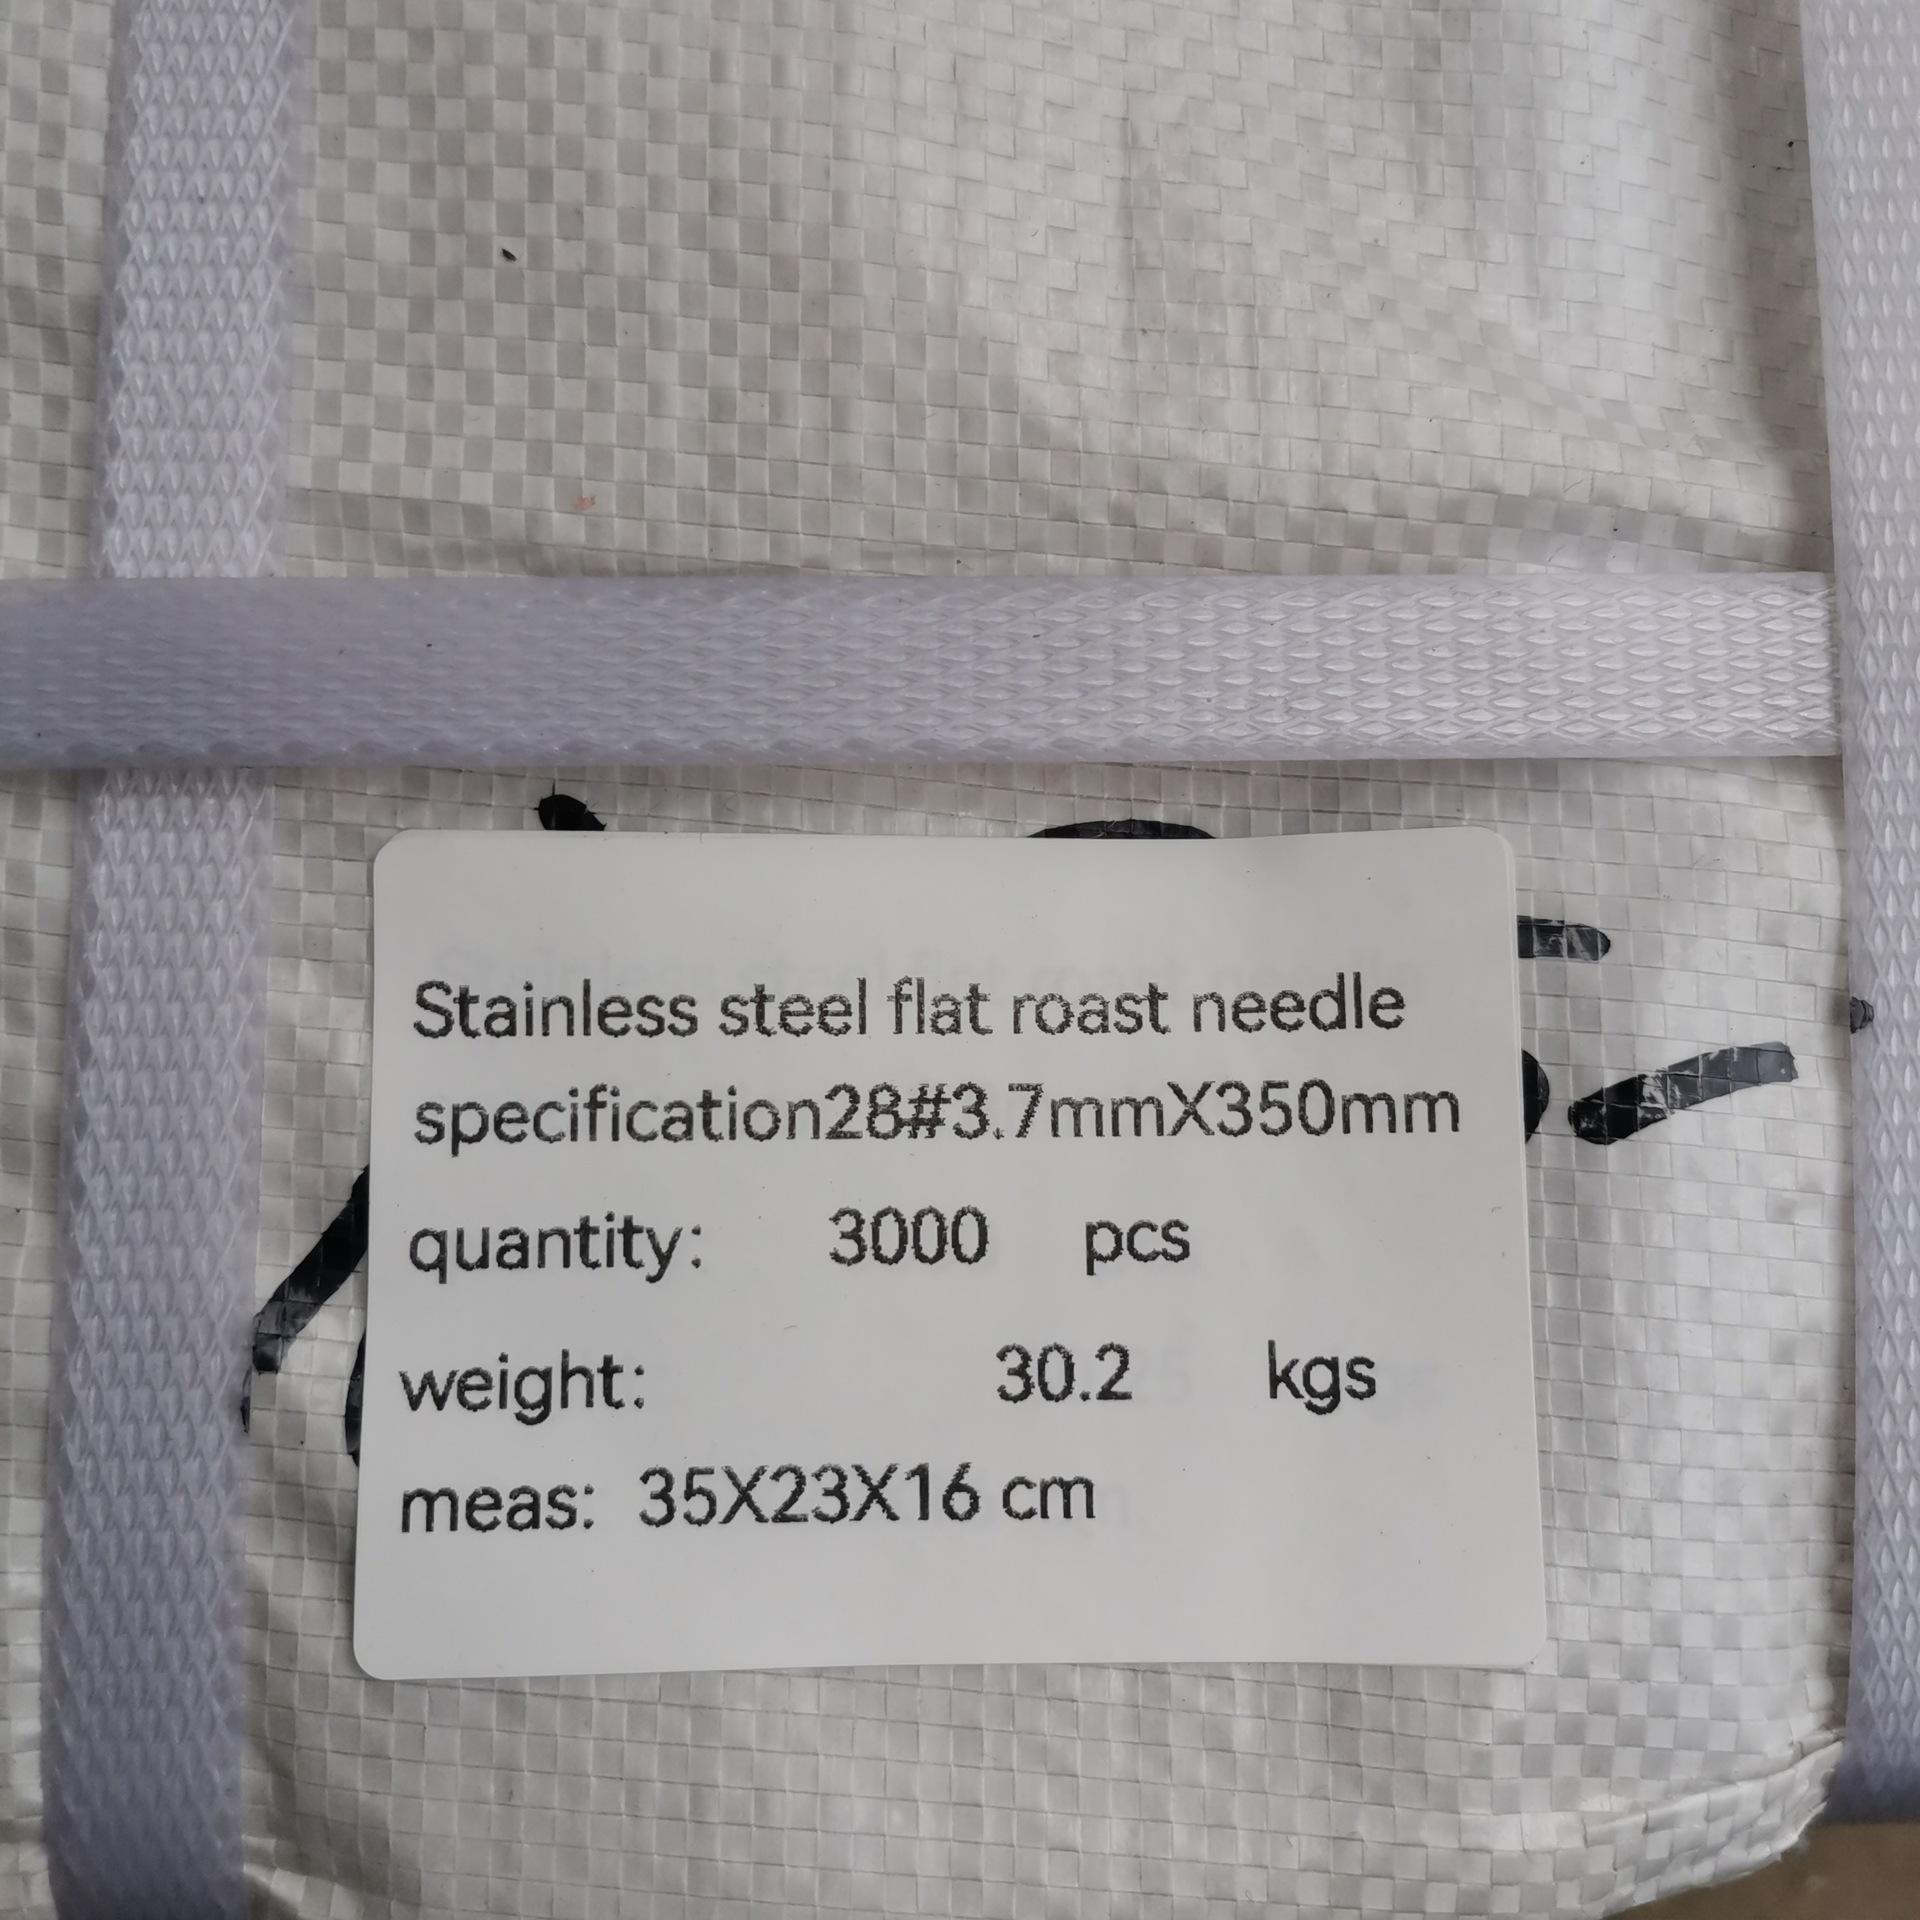 Stainless steel flat roast needle
specification28#3.7mmX350mm
quantity: 3000 pcs
weight: 30.2 kgs
meas: 35X23X16 cm